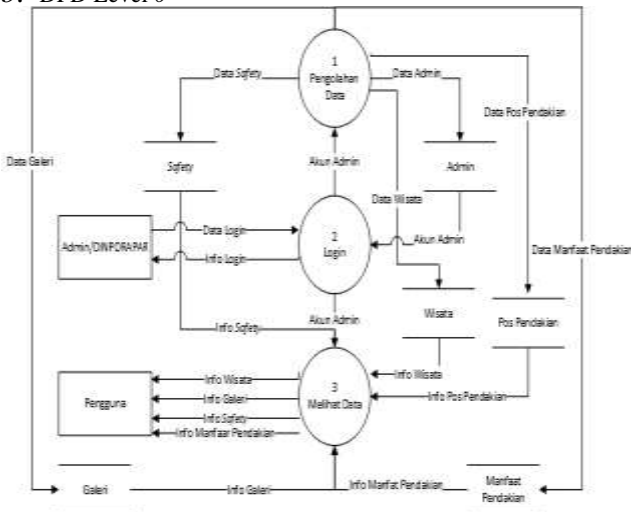 DFD Level 0
1
Pengolahan
Data
Data Safety
Data Admin
Data Pos Pendakian
Data Galeri
Safety
Akun Admin
Admin
Data Wisata
Admin/DINPORAPAR
Data Login
Info Login
2
Login
Akun Admin
Data Manfaat Pendakian
Akun Admin
Wisata
Pos Pendakian
Info Safety
3
Melihat Data
Info Wisata
Info Pos Pendakian
Pengguna
Info Wisata
Info Galeri
Info Safety
Info Manfaar Pendakian
Galeri
Info Galeri
Info Manfat Pendakian
Manfaat
Pendakian